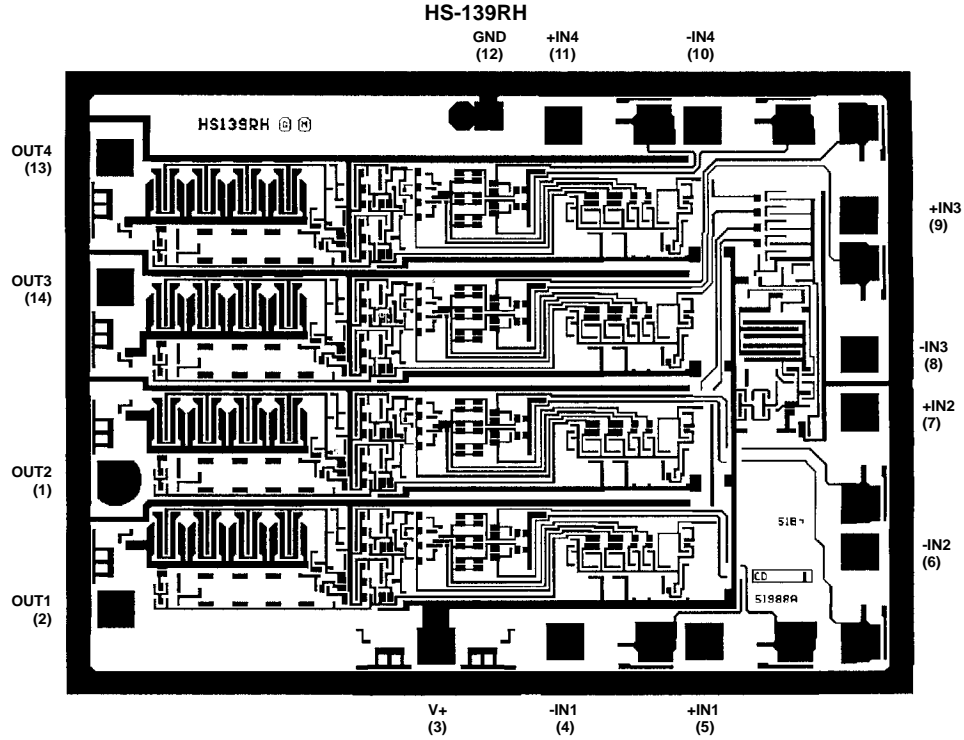 HS-139RH
GND
(12)
+IN4
(11)
-IN4
(10)
HS139RH G M
OUT4
(13)
+IN3
(9)
OUT3
(14)
-IN3
(8)
+IN2
(7)
OUT2
(1)
-IN2
(6)
CD
51988A
OUT1
(2)
V+
(3)
-IN1
(4)
+IN1
(5)